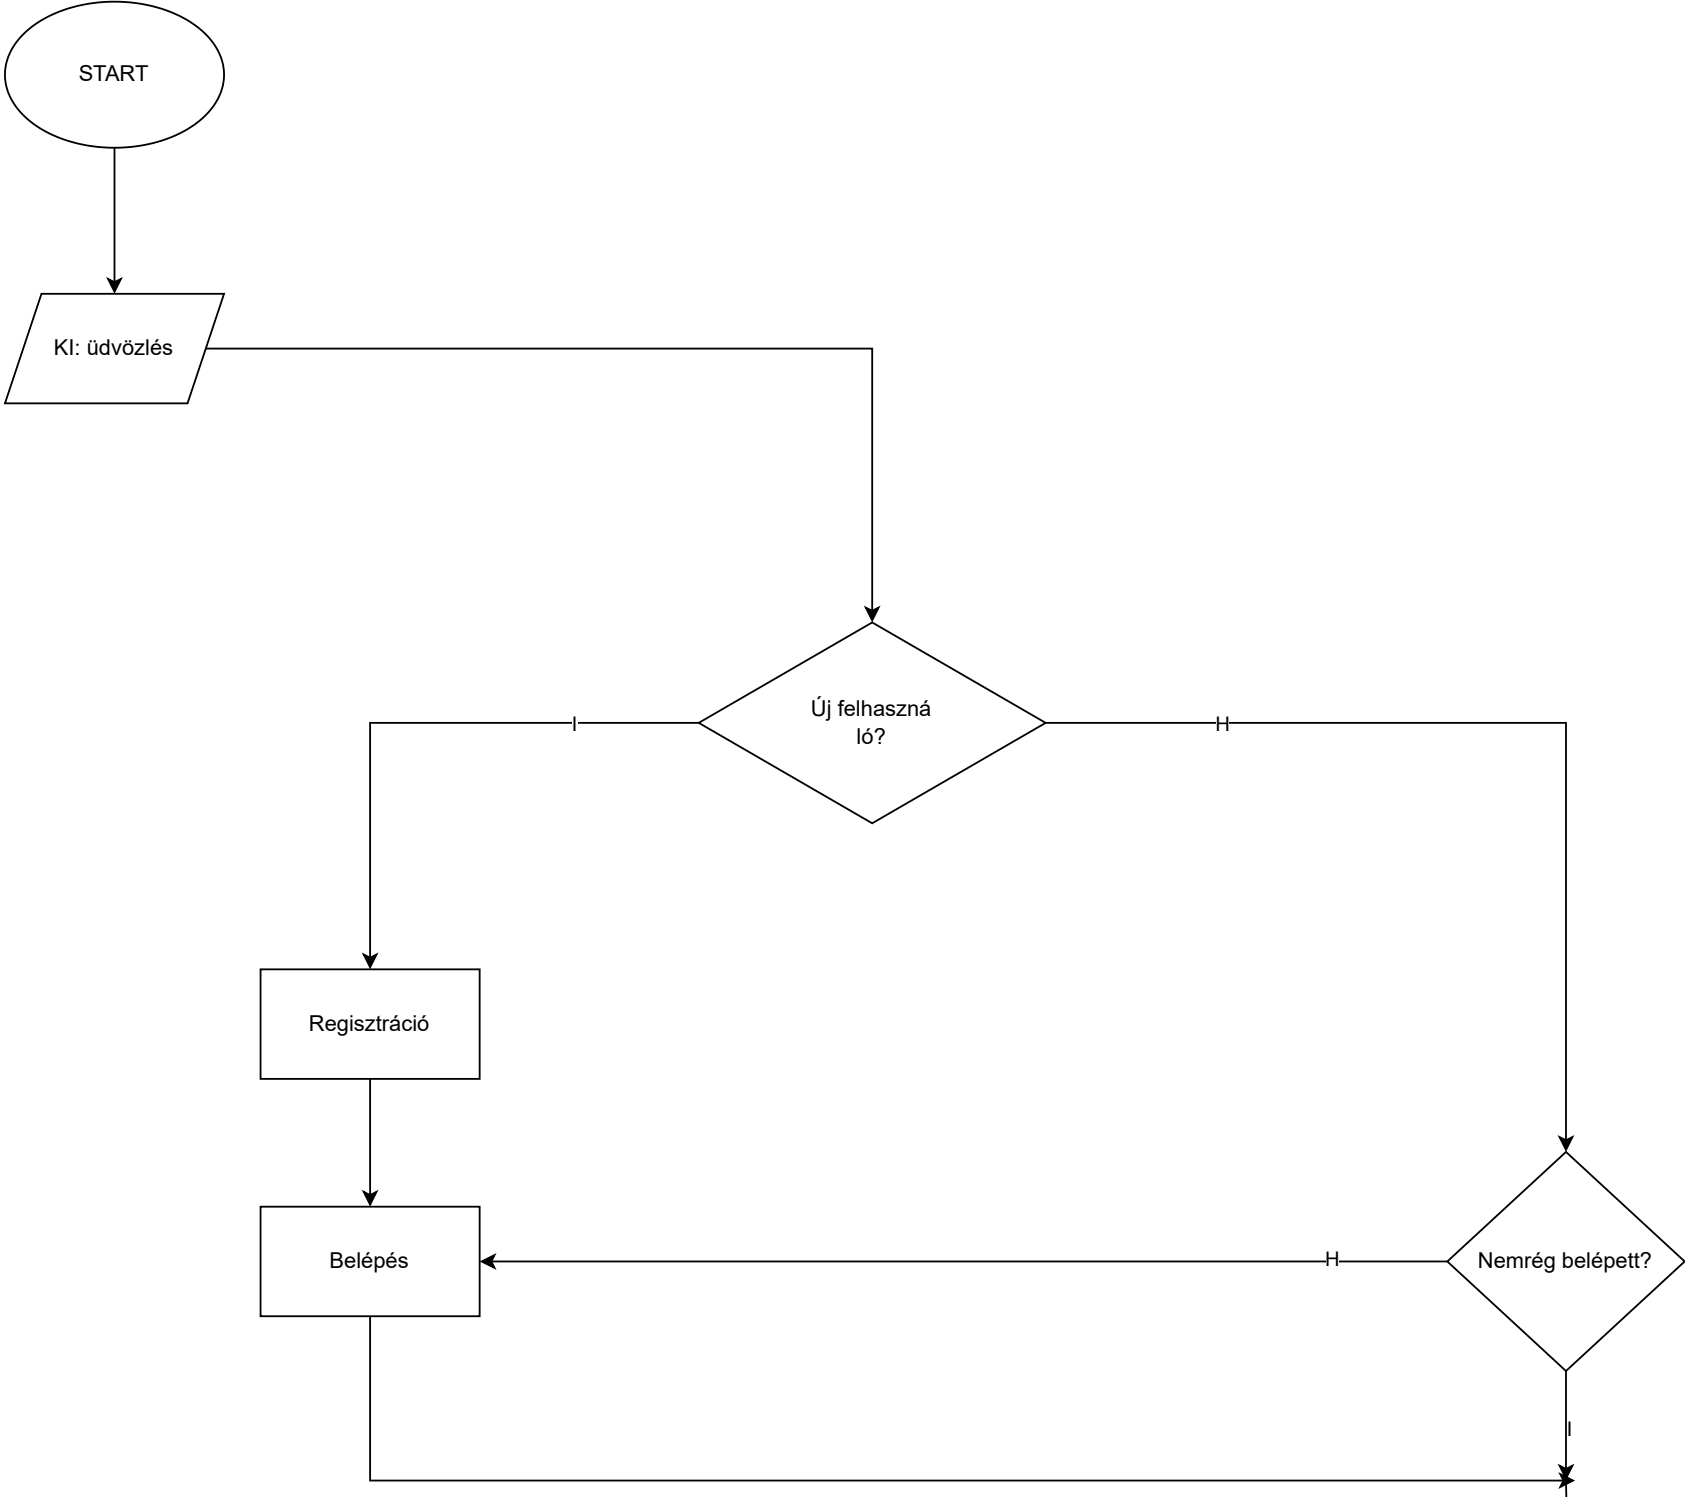 START
KI: üdvözlés
Új felhaszná
ló?
I
H
Regisztráció
Belépés
H
Nemrég belépett?
I